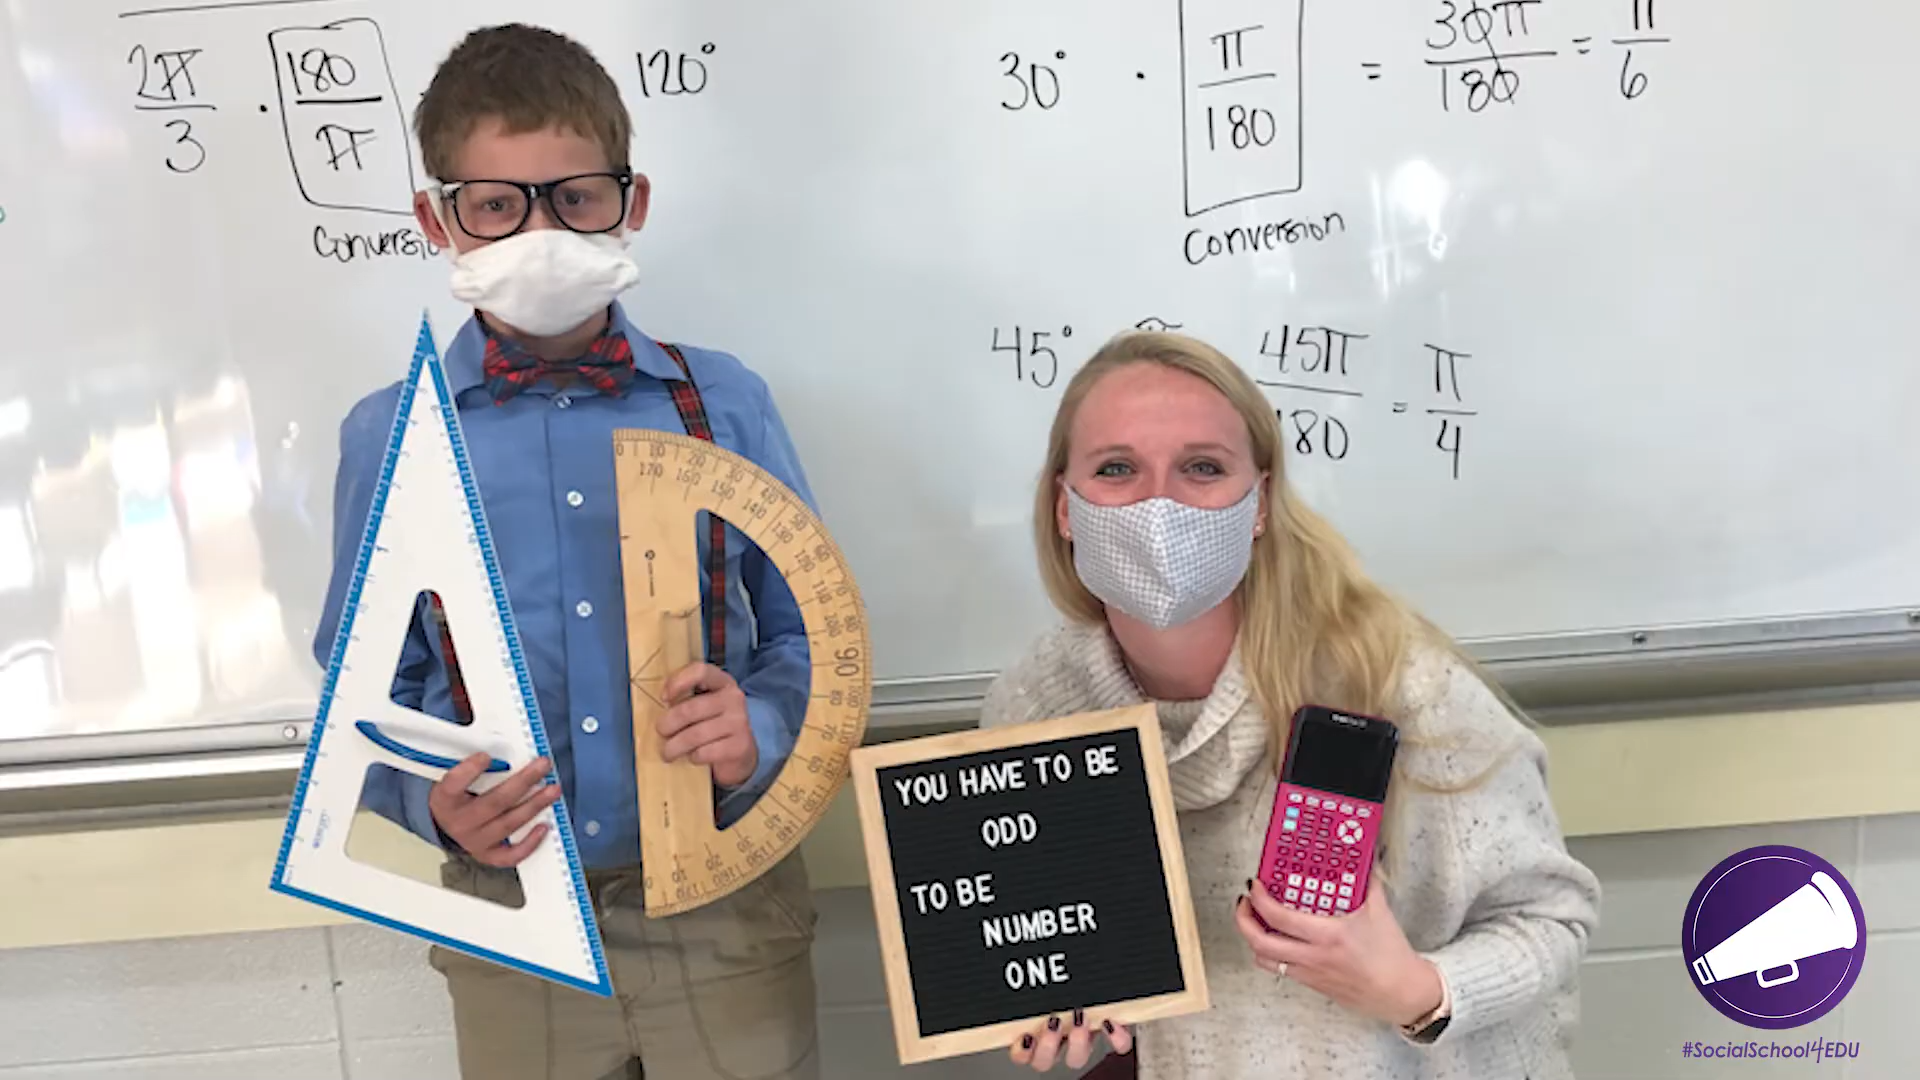 2π/3 · 180/π 120°
Conversio
30° · π/180 = 30π/180 = π/6
Conversion
45° π 45π/180 = π/4
YOU HAVE TO BE
ODD
TO BE
NUMBER
ONE
#SocialSchool4EDU